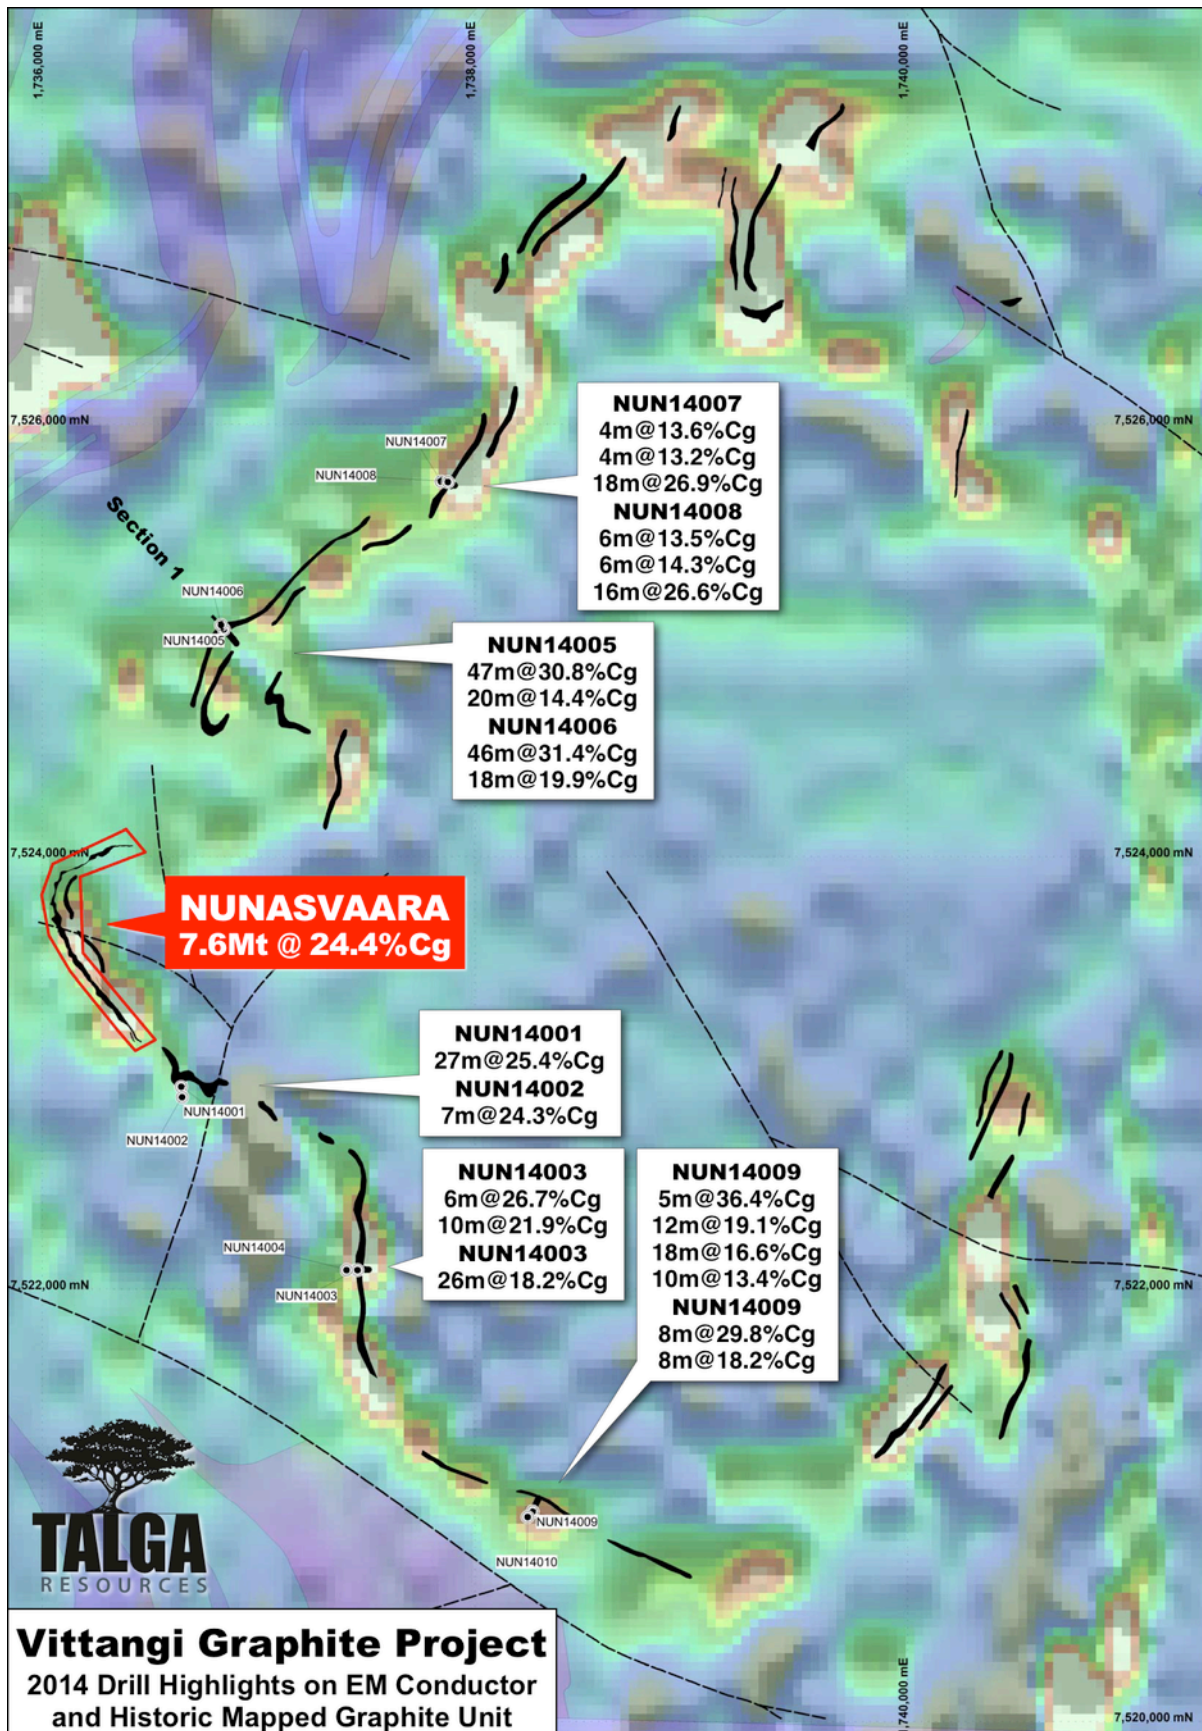 1,736,000 mE
1,738,000 mE
1,740,000 mE
7,526,000 mN
7,526,000 mN
NUN14007
4m@13.6%Cg
4m@13.2%Cg
18m@26.9%Cg
NUN14008
6m@13.5%Cg
6m@14.3%Cg
16m@26.6%Cg
NUN14007
NUN14008
Section 1
NUN14006
NUN14005
NUN14005
47m@30.8%Cg
20m@14.4%Cg
NUN14006
46m@31.4%Cg
18m@19.9%Cg
7,524,000 mN
7,524,000 mN
NUNASVAARA
7.6Mt @ 24.4%Cg
NUN14001
27m@25.4%Cg
NUN14002
7m@24.3%Cg
NUN14001
NUN14002
NUN14003
6m@26.7%Cg
10m@21.9%Cg
NUN14003
26m@18.2%Cg
NUN14009
5m@36.4%Cg
12m@19.1%Cg
18m@16.6%Cg
10m@13.4%Cg
NUN14009
8m@29.8%Cg
8m@18.2%Cg
NUN14004
NUN14003
7,522,000 mN
7,522,000 mN
NUN14009
NUN14010
TALGA
RESOURCES
Vittangi Graphite Project
2014 Drill Highlights on EM Conductor
and Historic Mapped Graphite Unit
1,740,000 mE
7,520,000 mN